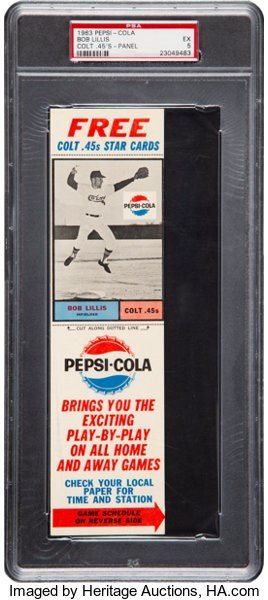 PSA
1963 PEPSI - COLA
BOB LILLIS EX
COLT .45'S - PANEL 5
23049483
FREE
COLT .45s STAR CARDS
PEPSI-COLA
BOB LILLIS
INFIELDER
COLT .45s
CUT ALONG DOTTED LINE
PEPSI-COLA
BRINGS YOU THE
EXCITING
PLAY-BY-PLAY
ON ALL HOME
AND AWAY GAMES
CHECK YOUR LOCAL
PAPER FOR
TIME AND STATION
GAME SCHEDULE
ON REVERSE SIDE
Imaged by Heritage Auctions, HA.com